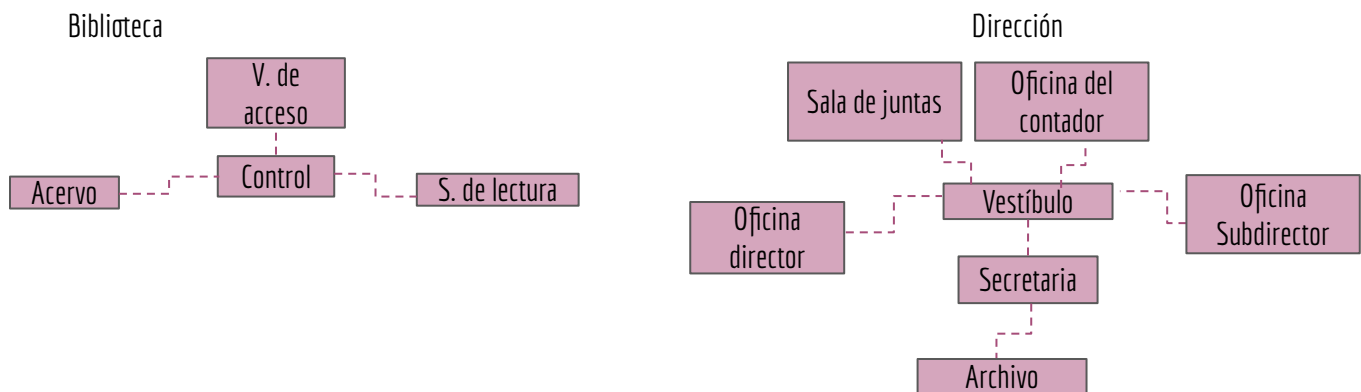 Biblioteca
V. de
acceso
Control
Acervo
S. de lectura
Dirección
Sala de juntas
Oficina del
contador
Vestíbulo
Oficina
director
Oficina
Subdirector
Secretaria
Archivo